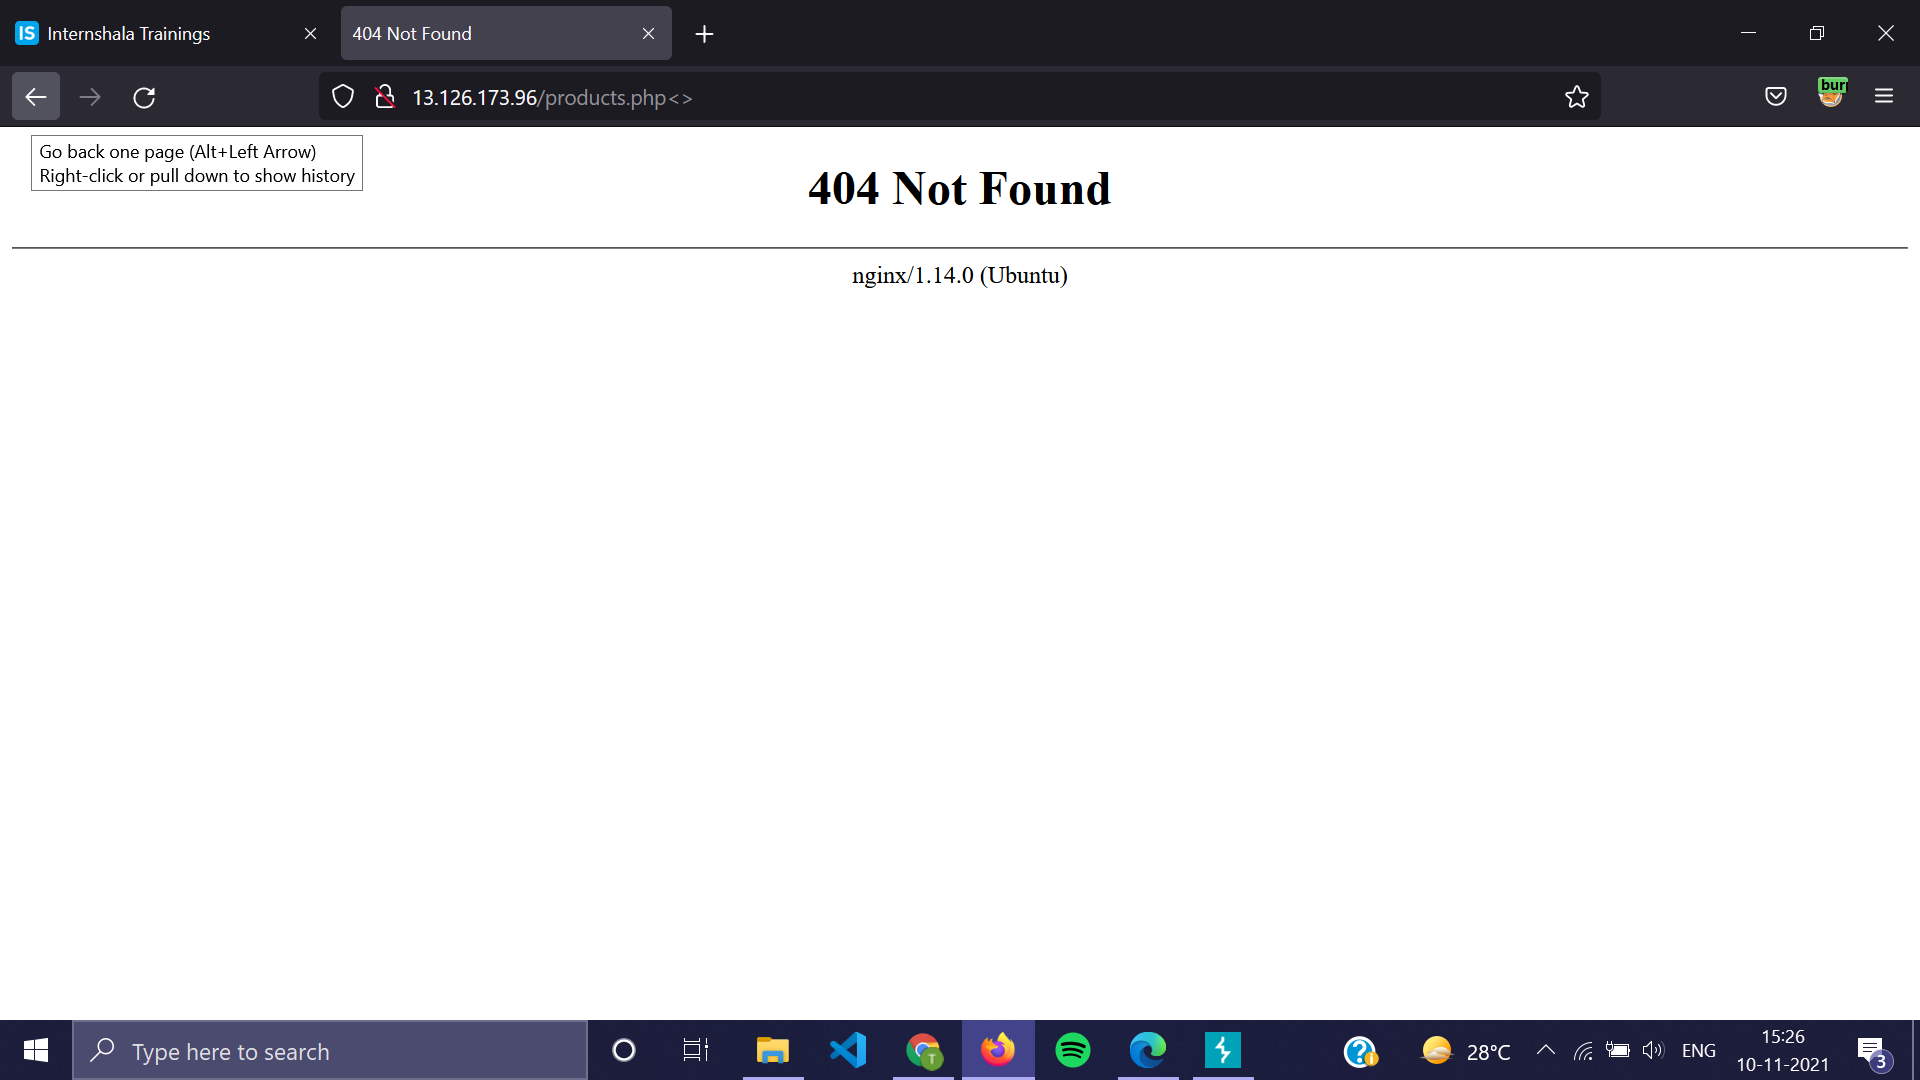 IS Internshala Trainings
404 Not Found
13.126.173.96/products.php<>
bur
Go back one page (Alt+Left Arrow)
Right-click or pull down to show history
404 Not Found
nginx/1.14.0 (Ubuntu)
Type here to search
T
28°C
ENG
15:26
10-11-2021
3